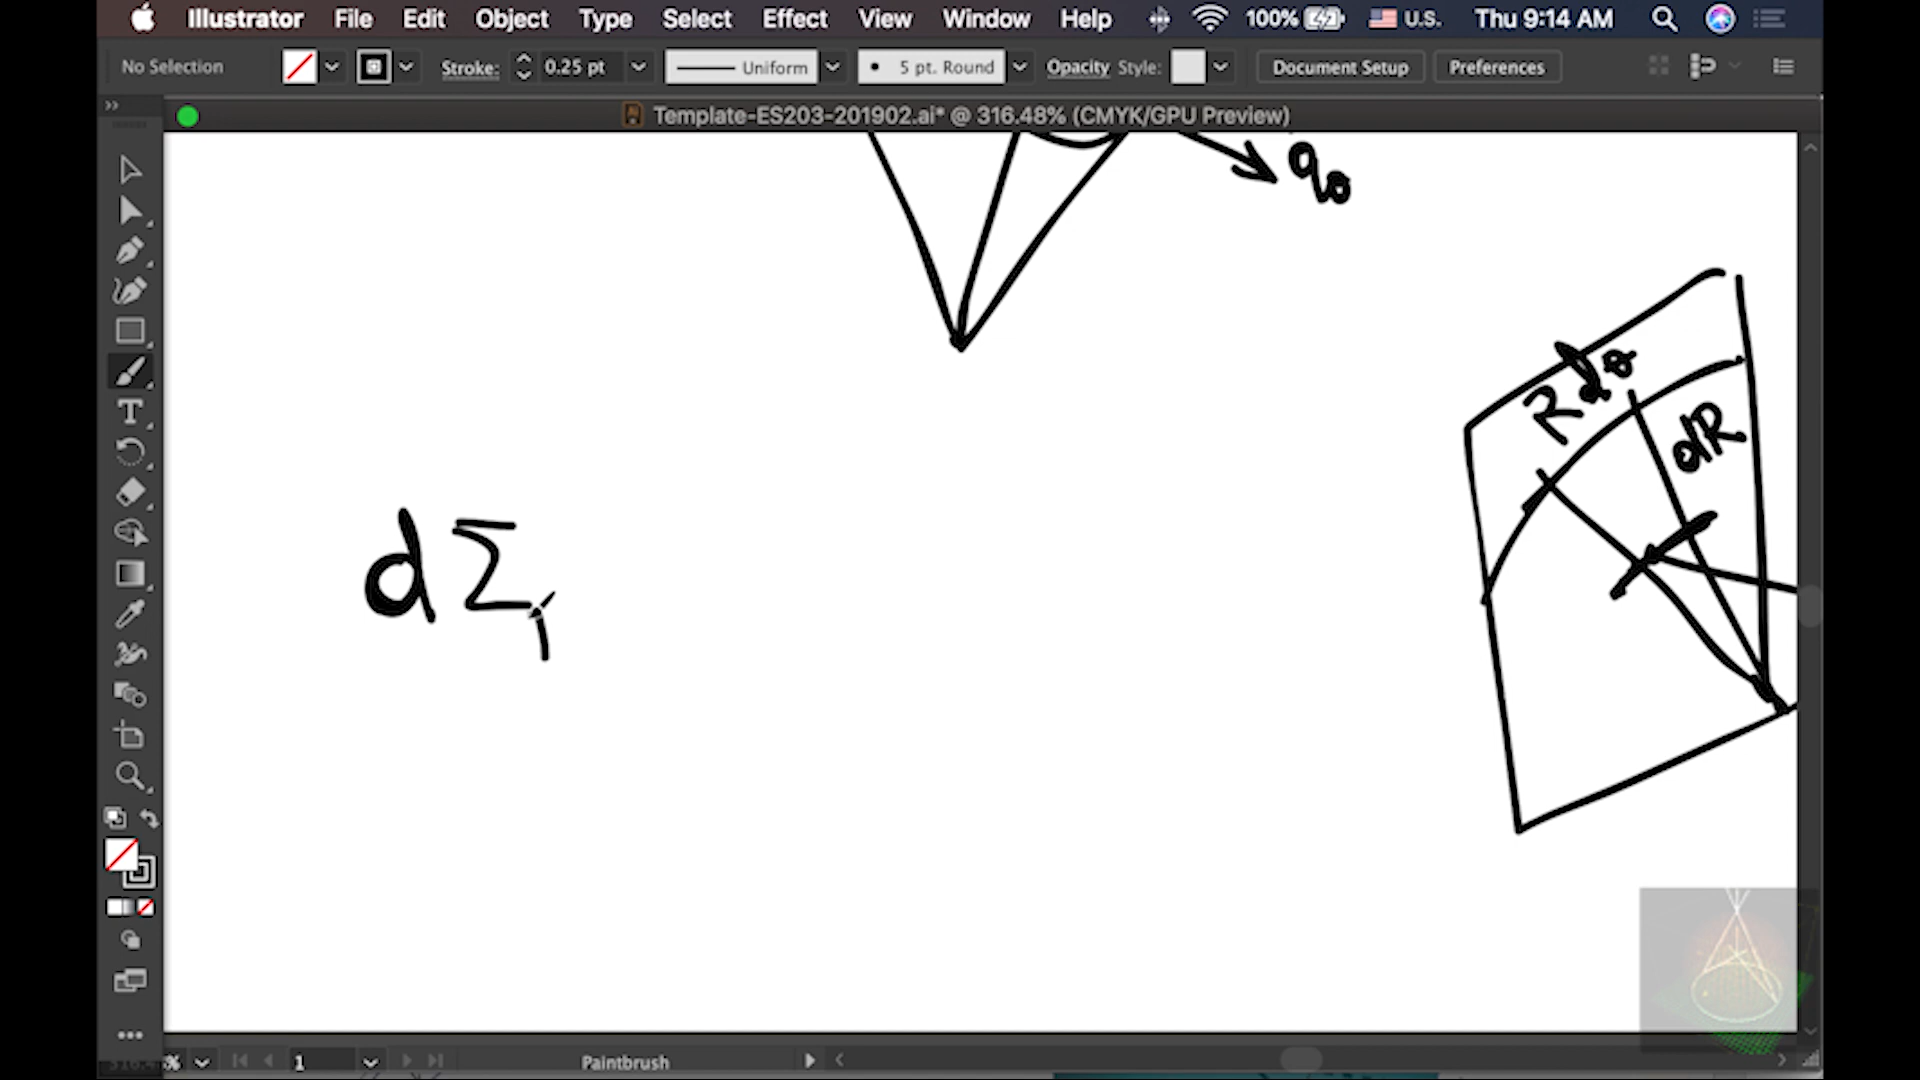 Illustrator File Edit Object Type Select Effect View Window Help 100% U.S. Thu 9:14 AM
No Selection Stroke: 0.25 pt Uniform 5 pt. Round Opacity Style: Document Setup Preferences
Template-ES203-201902.ai* @ 316.48% (CMYK/GPU Preview)
q_θ
R dθ
dR
dΣ₁
1 Paintbrush